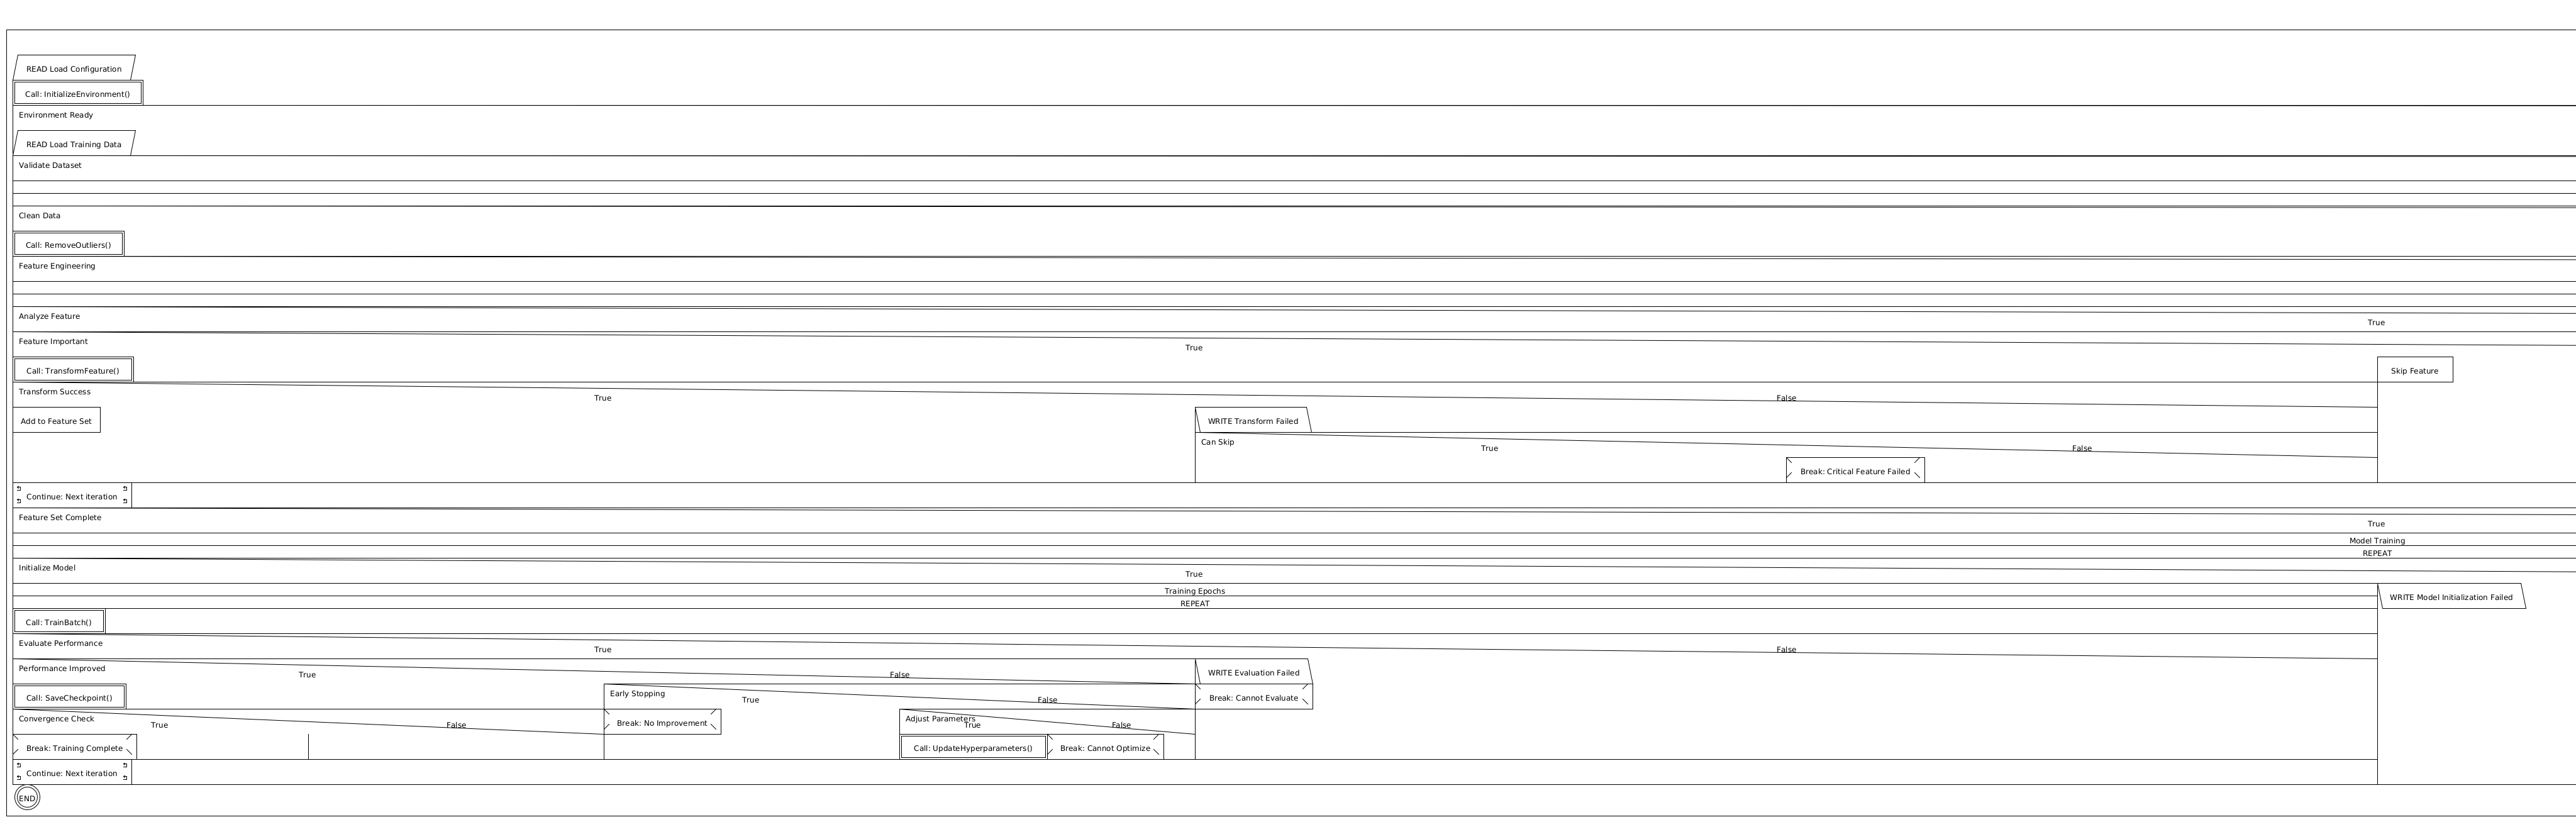 READ Load Configuration
Call: InitializeEnvironment()
Environment Ready
READ Load Training Data
Validate Dataset
Clean Data
Call: RemoveOutliers()
Feature Engineering
Analyze Feature
True
Feature Important
True
Call: TransformFeature()
Skip Feature
Transform Success
True
False
Add to Feature Set
WRITE Transform Failed
Can Skip
True
False
Break: Critical Feature Failed
Continue: Next iteration
Feature Set Complete
True
Model Training
REPEAT
Initialize Model
True
Training Epochs
WRITE Model Initialization Failed
REPEAT
Call: TrainBatch()
Evaluate Performance
True
False
Performance Improved
True
False
WRITE Evaluation Failed
Call: SaveCheckpoint()
Early Stopping
True
False
Break: Cannot Evaluate
Convergence Check
True
False
Break: No Improvement
Adjust Parameters
True
False
Break: Training Complete
Call: UpdateHyperparameters()
Break: Cannot Optimize
Continue: Next iteration
END